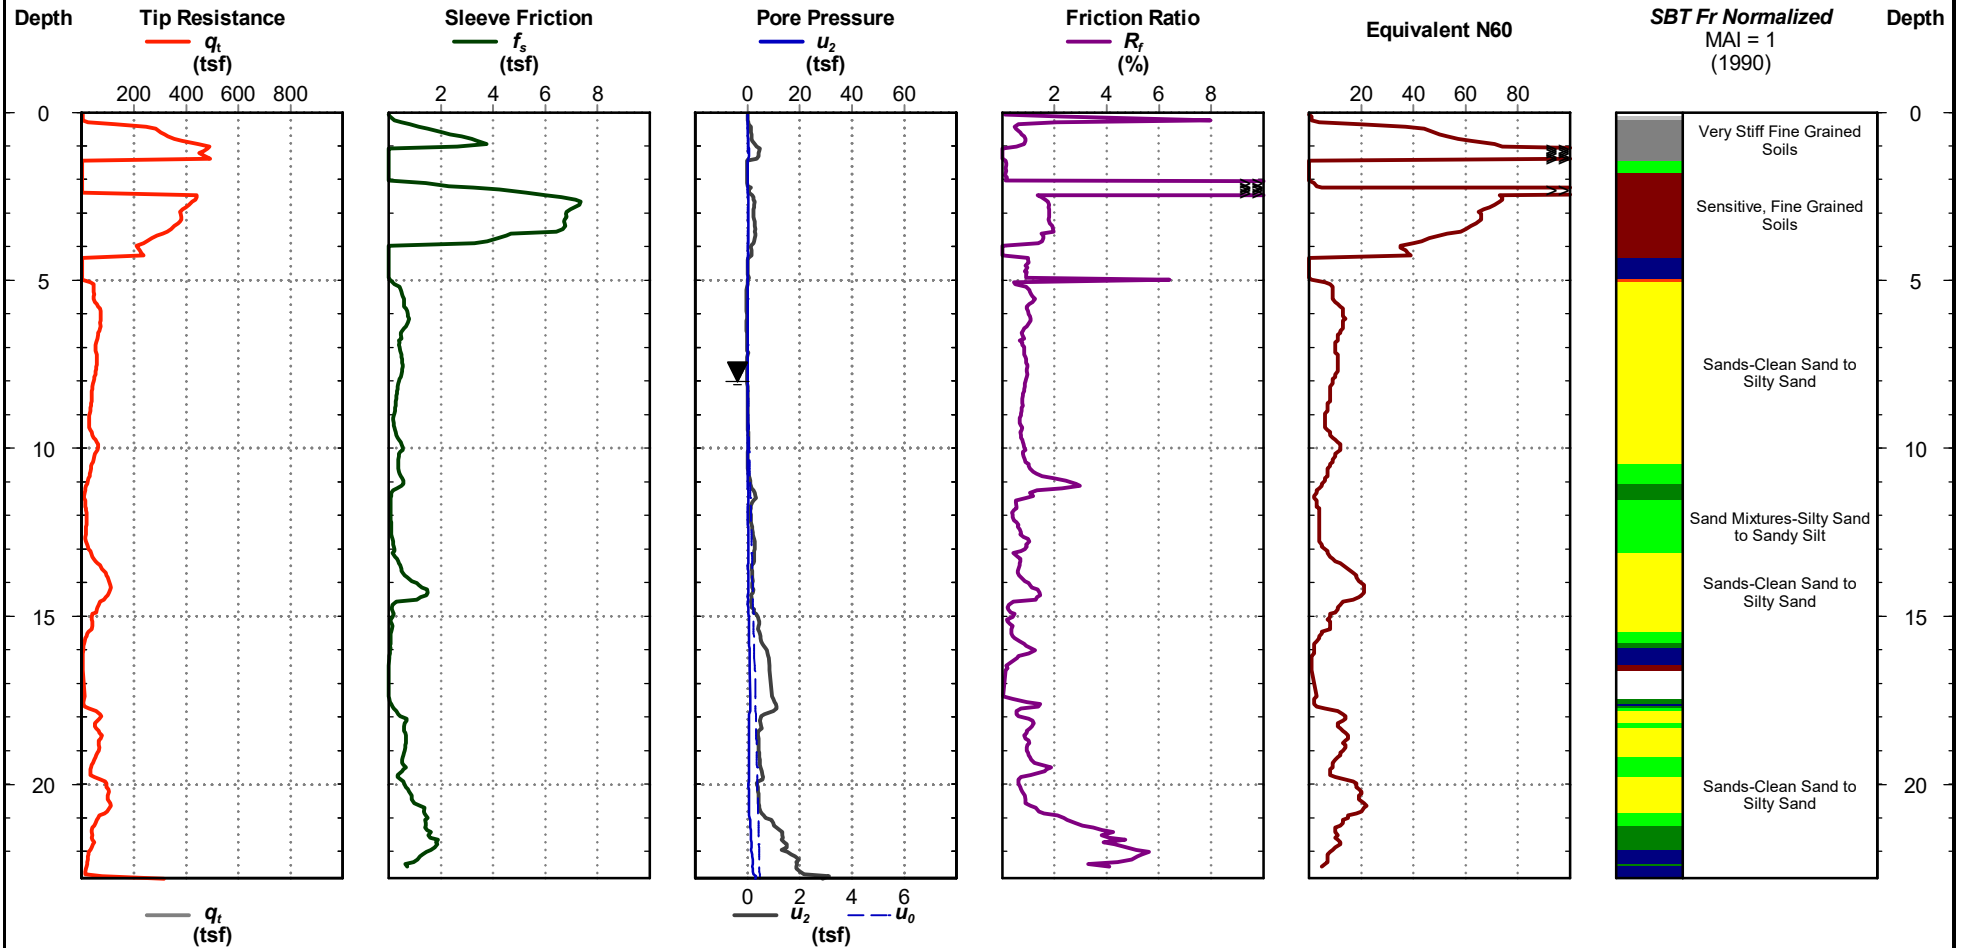 Depth
Tip Resistance
qt
(tsf)
Sleeve Friction
fs
(tsf)
Pore Pressure
u2
(tsf)
Friction Ratio
Rf
(%)
Equivalent N60
SBT Fr Normalized
MAI = 1
(1990)
Depth
200 400 600 800
2 4 6 8
0 20 40 60
2 4 6 8
20 40 60 80
0 0
Very Stiff Fine Grained
Soils
Sensitive, Fine Grained
Soils
5 5
Sands-Clean Sand to
Silty Sand
10 10
Sand Mixtures-Silty Sand
to Sandy Silt
Sands-Clean Sand to
Silty Sand
15 15
20 20
Sands-Clean Sand to
Silty Sand
0 2 4 6
qt
(tsf)
u2 u0
(tsf)